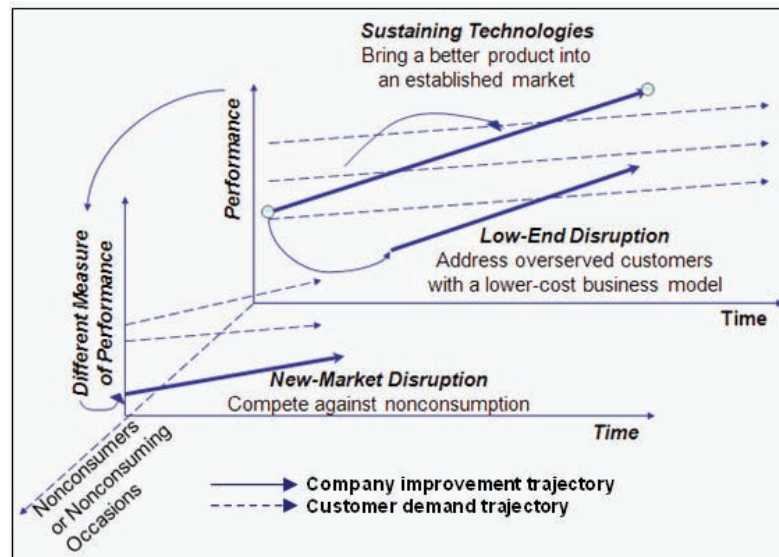 Sustaining Technologies
Bring a better product into
an established market
Performance
Low-End Disruption
Address overserved customers
with a lower-cost business model
Time
Different Measure
of Performance
New-Market Disruption
Compete against nonconsumption
Time
Nonconsumers
or Nonconsuming
Occasions
Company improvement trajectory
Customer demand trajectory